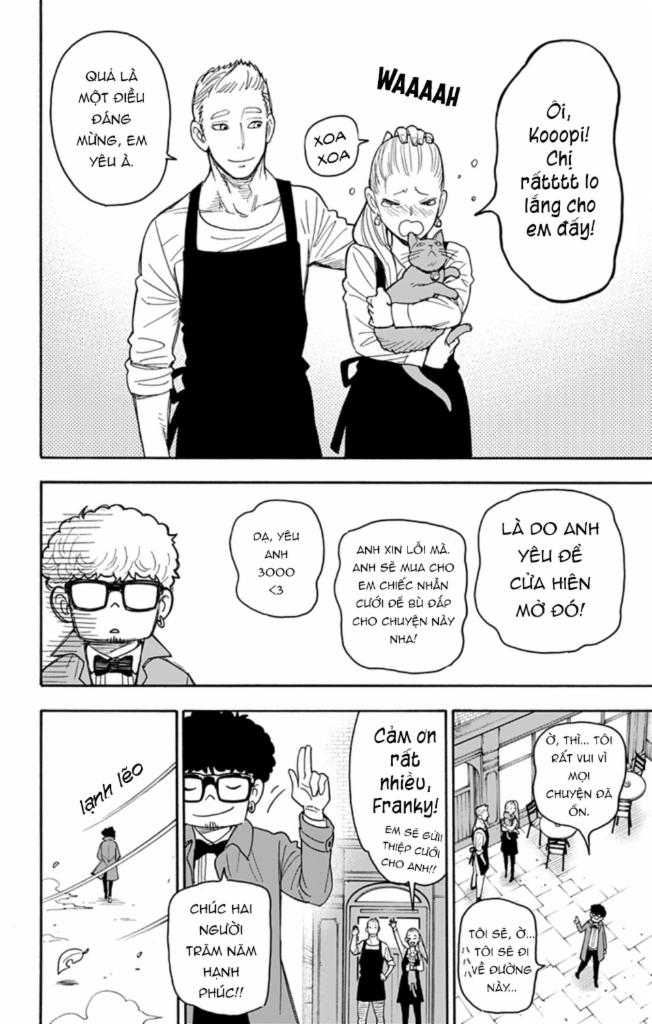 Ôi,
Kooopi!
Chị
rấtttt lo
lắng cho
em đấy!
WAAAAH
XOA
XOA
QUẢ LÀ
MỘT ĐIỀU
ĐÁNG
MỪNG, EM
YÊU À.
LÀ DO ANH
YÊU ĐỂ
CỬA HIÊN
MỞ ĐÓ!
ANH XIN LỖI MÀ.
ANH SẼ MUA CHO
EM CHIẾC NHẪN
CƯỚI ĐỂ BÙ ĐẮP
CHO CHUYỆN NÀY
NHA!
DẠ, YÊU
ANH
3000
<3
Ờ, THÌ... TÔI
RẤT VUI VÌ
MỌI
CHUYỆN ĐÃ
ỔN.
TÔI SẼ, Ờ...
TÔI SẼ ĐI
VỀ ĐƯỜNG
NÀY...
Cảm ơn
rất
nhiều,
Franky!
EM SẼ GỬI
THIỆP CƯỚI
CHO ANH!!
CHÚC HAI
NGƯỜI
TRĂM NĂM
HẠNH
PHÚC!!
lạnh lẽo